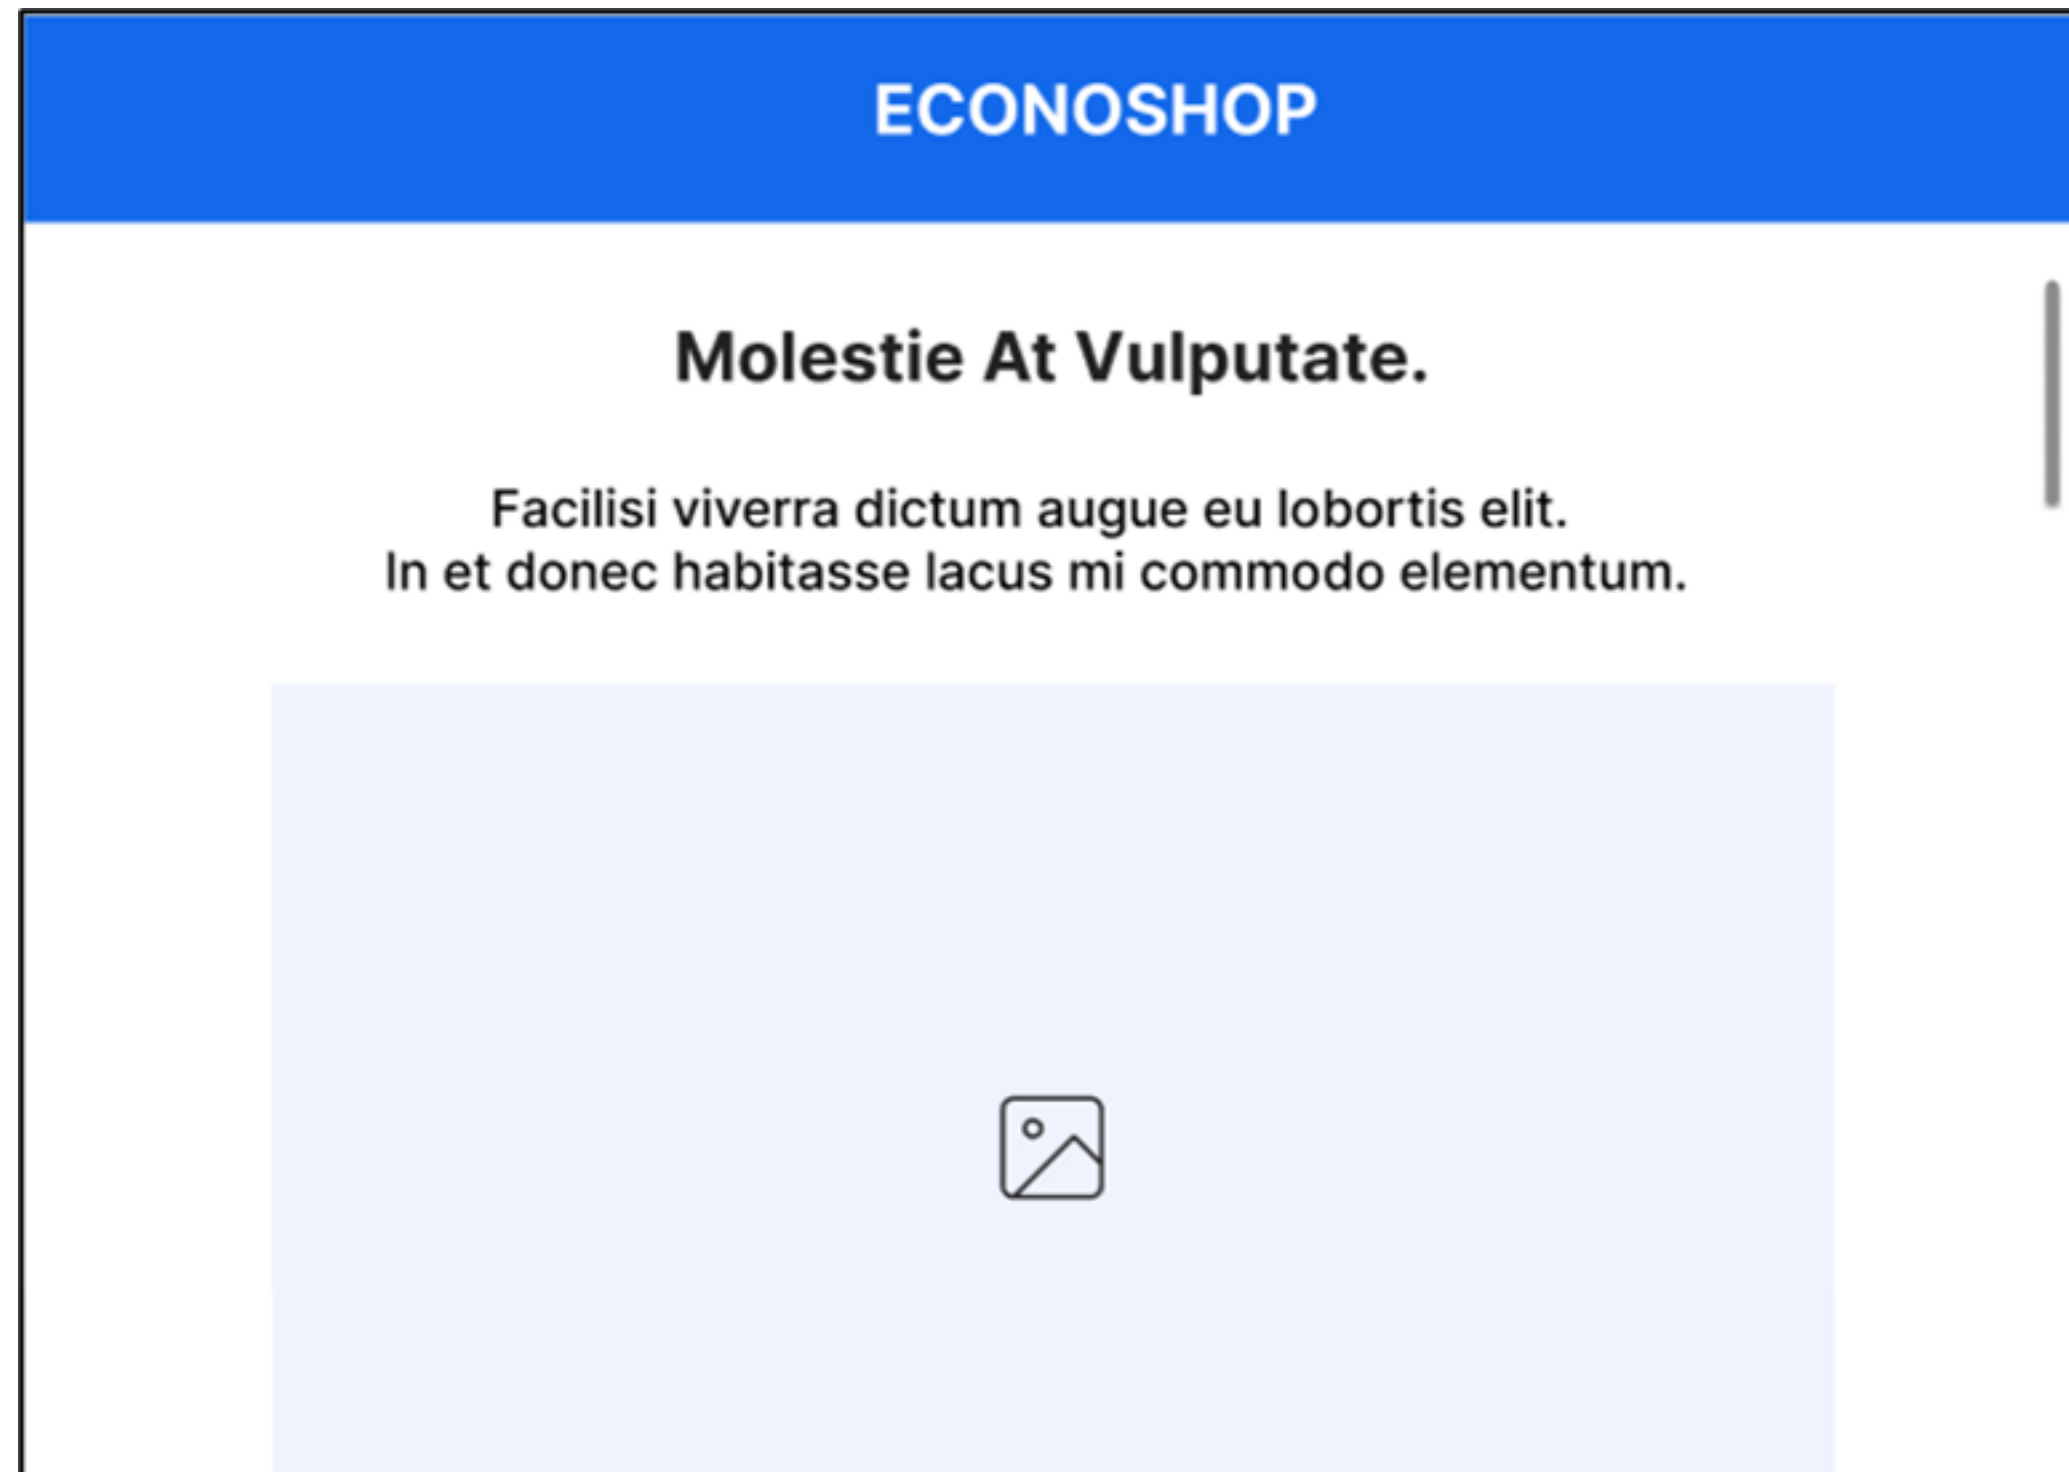 ECONOSHOP
Molestie At Vulputate.
Facilisi viverra dictum augue eu lobortis elit.
In et donec habitasse lacus mi commodo elementum.